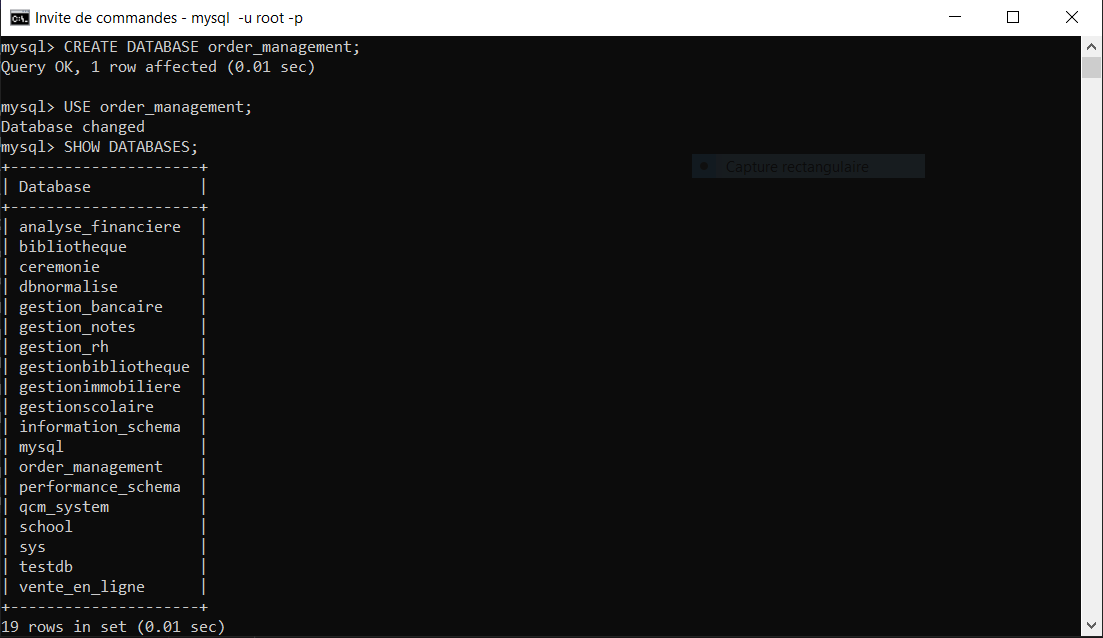 Invite de commandes - mysql  -u root -p
mysql> CREATE DATABASE order_management;
Query OK, 1 row affected (0.01 sec)

mysql> USE order_management;
Database changed
mysql> SHOW DATABASES;
+---------------------+
| Database            |
+---------------------+
| analyse_financiere  |
| bibliotheque        |
| ceremonie           |
| dbnormalise         |
| gestion_bancaire    |
| gestion_notes       |
| gestion_rh          |
| gestionbibliotheque |
| gestionimmobiliere  |
| gestionscolaire     |
| information_schema  |
| mysql               |
| order_management    |
| performance_schema  |
| qcm_system          |
| school              |
| sys                 |
| testdb              |
| vente_en_ligne      |
+---------------------+
19 rows in set (0.01 sec)
Capture rectangulaire